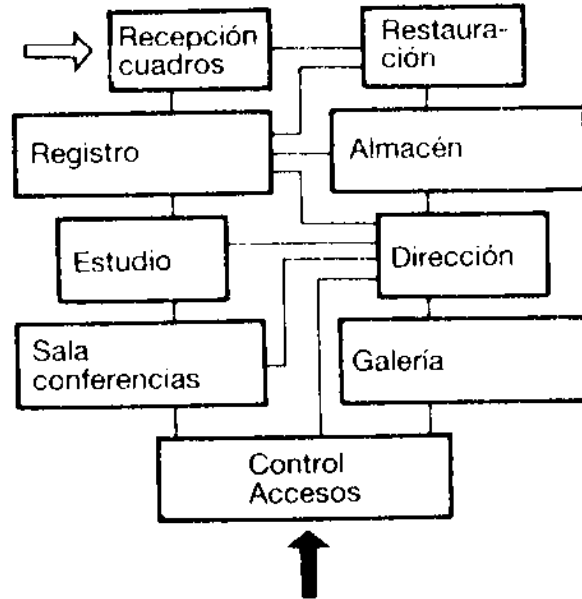 Recepción
cuadros
Restaura-
ción
Registro
Almacén
Estudio
Dirección
Sala
conferencias
Galería
Control
Accesos